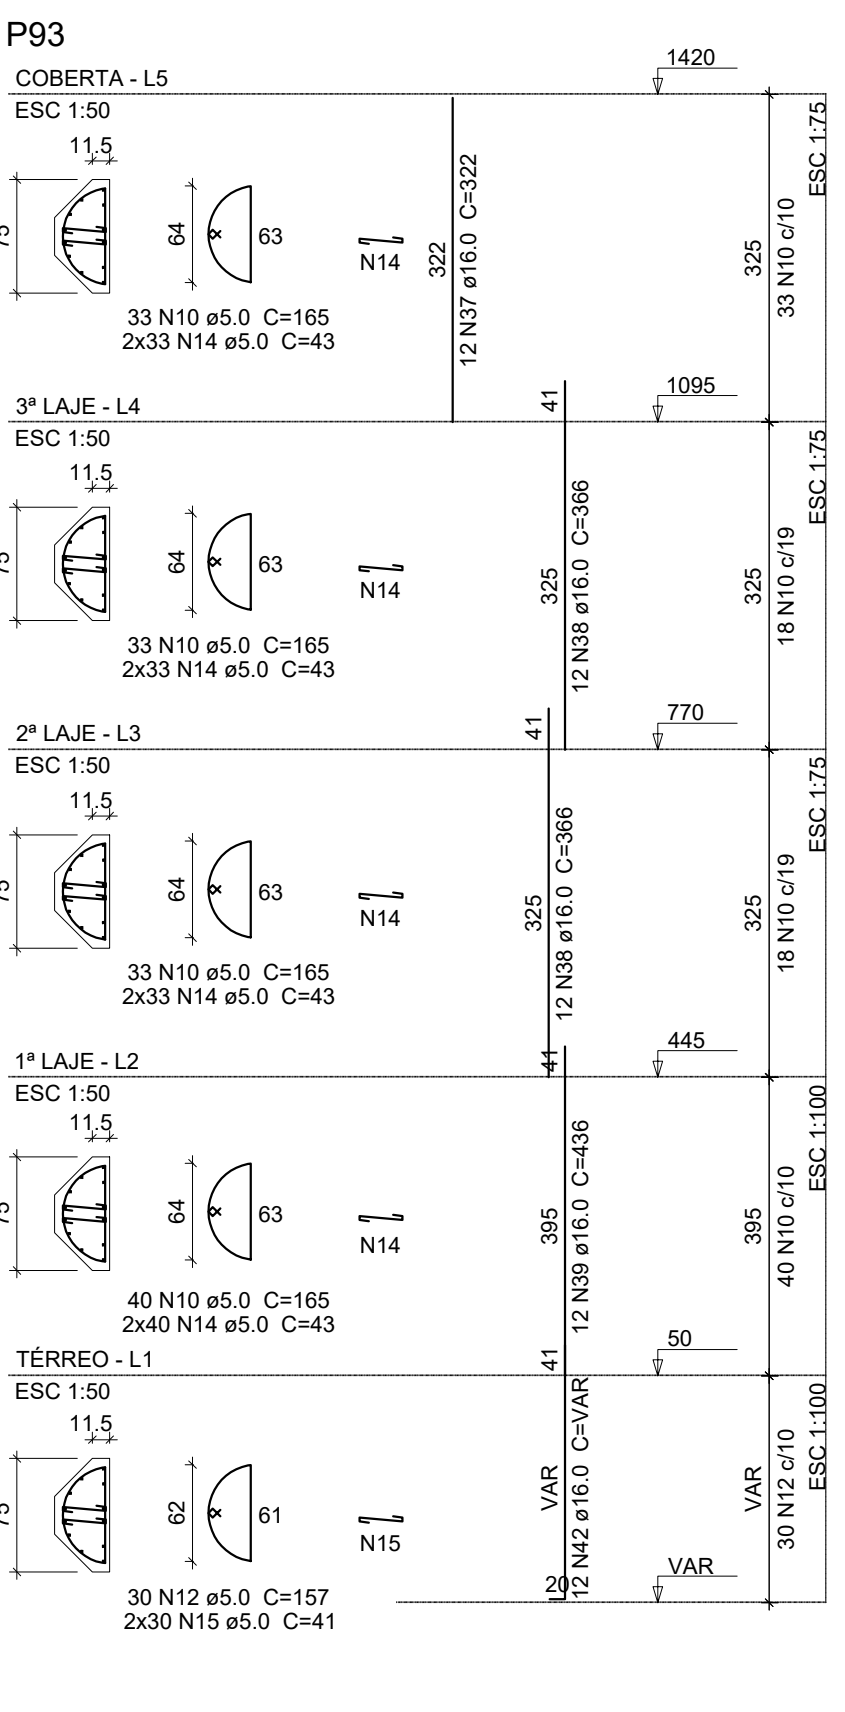 P93
COBERTA - L5
1420
ESC 1:50
11.5
75
64
63
N14
33 N10 ø5.0 C=165
2x33 N14 ø5.0 C=43
322
12 N37 ø16.0 C=322
325
33 N10 c/10
ESC 1:75
3ª LAJE - L4
41
1095
ESC 1:50
11.5
75
64
63
N14
33 N10 ø5.0 C=165
2x33 N14 ø5.0 C=43
325
12 N38 ø16.0 C=366
325
18 N10 c/19
ESC 1:75
2ª LAJE - L3
41
770
ESC 1:50
11.5
75
64
63
N14
33 N10 ø5.0 C=165
2x33 N14 ø5.0 C=43
325
12 N38 ø16.0 C=366
325
18 N10 c/19
ESC 1:75
1ª LAJE - L2
41
445
ESC 1:50
11.5
75
64
63
N14
40 N10 ø5.0 C=165
2x40 N14 ø5.0 C=43
395
12 N39 ø16.0 C=436
395
40 N10 c/10
ESC 1:100
TÉRREO - L1
41
50
ESC 1:50
11.5
75
62
61
N15
30 N12 ø5.0 C=157
2x30 N15 ø5.0 C=41
VAR
20
12 N42 ø16.0 C=VAR
VAR
VAR
30 N12 c/10
ESC 1:100